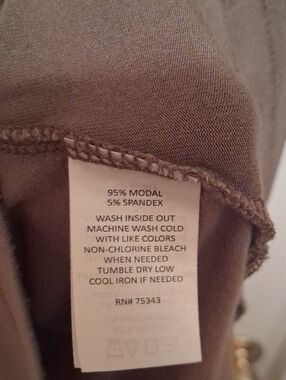 95% MODAL
5% SPANDEX
WASH INSIDE OUT
MACHINE WASH COLD
WITH LIKE COLORS
NON-CHLORINE BLEACH
WHEN NEEDED
TUMBLE DRY LOW
COOL IRON IF NEEDED
RN# 75343